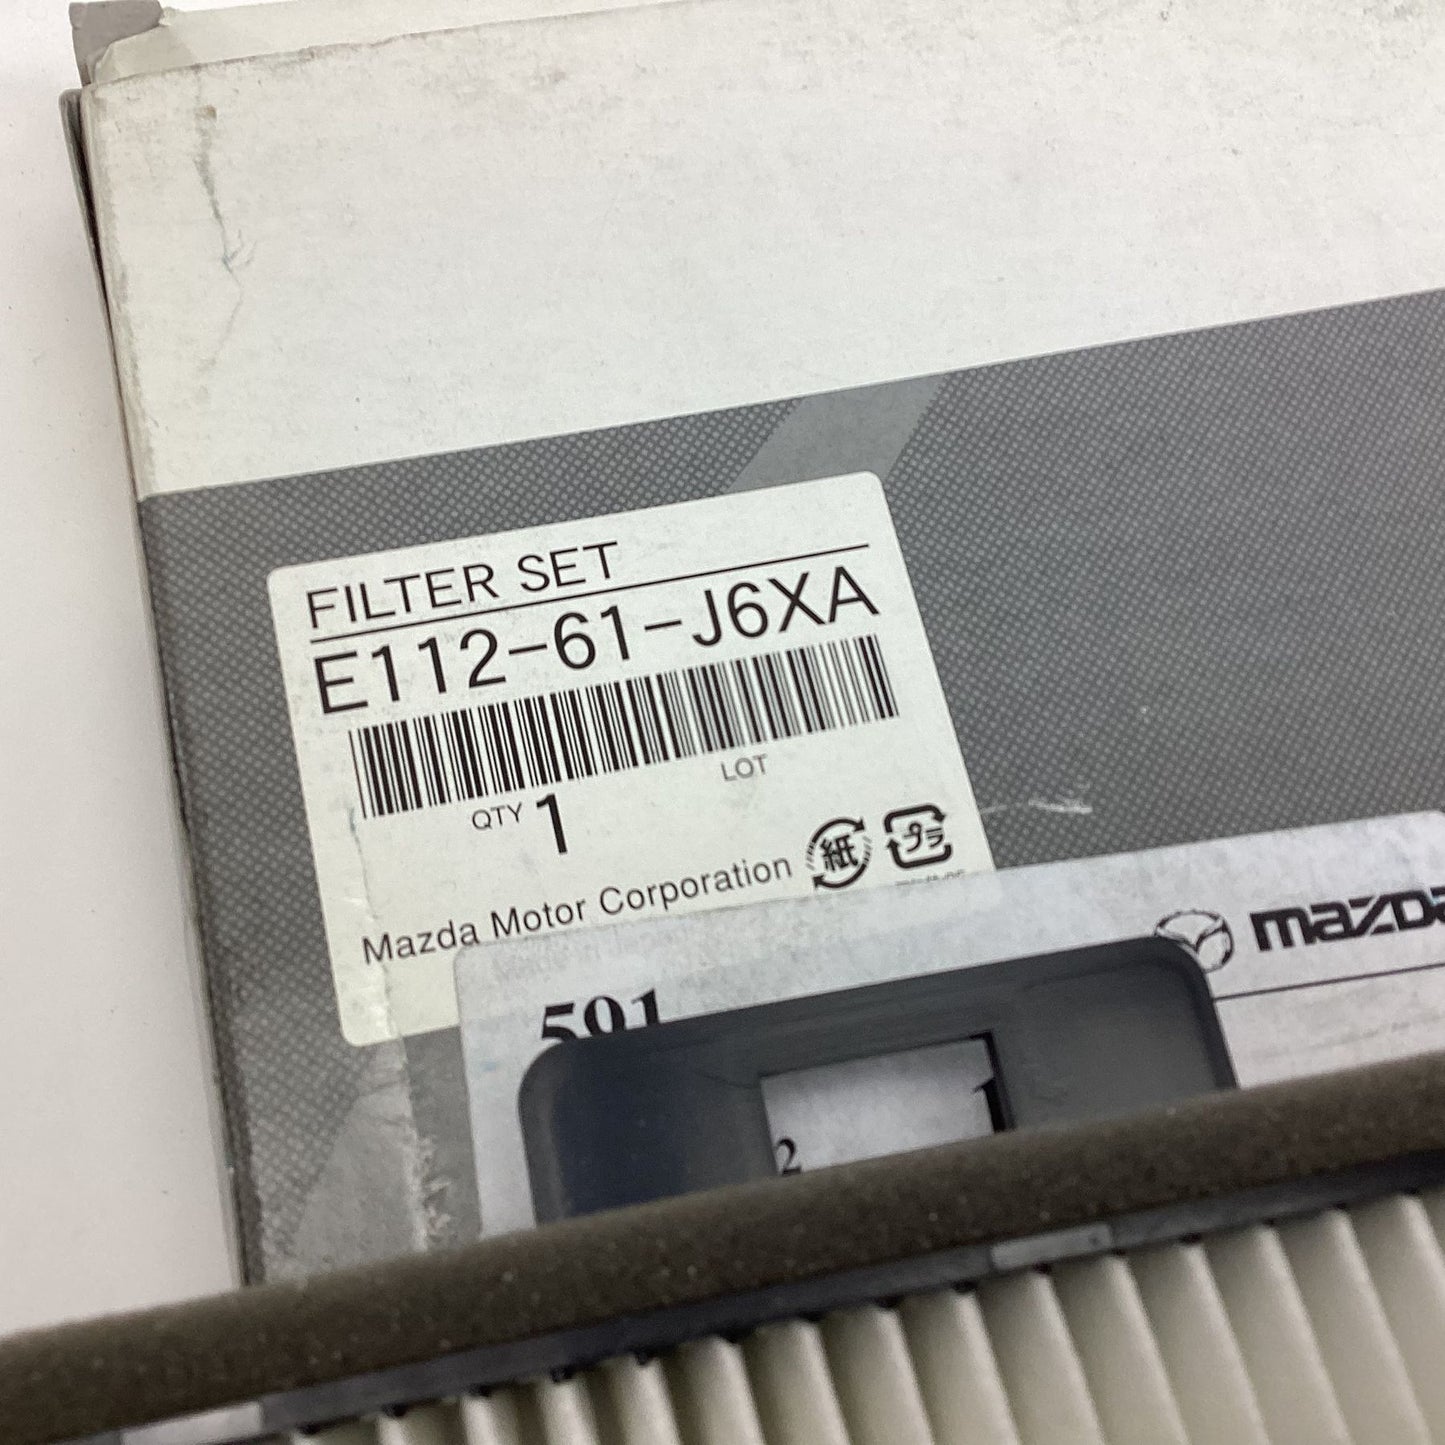 FILTER SET
E112-61-J6XA
LOT
QTY 1
Mazda Motor Corporation 紙 プラ
mazda
591
1
2